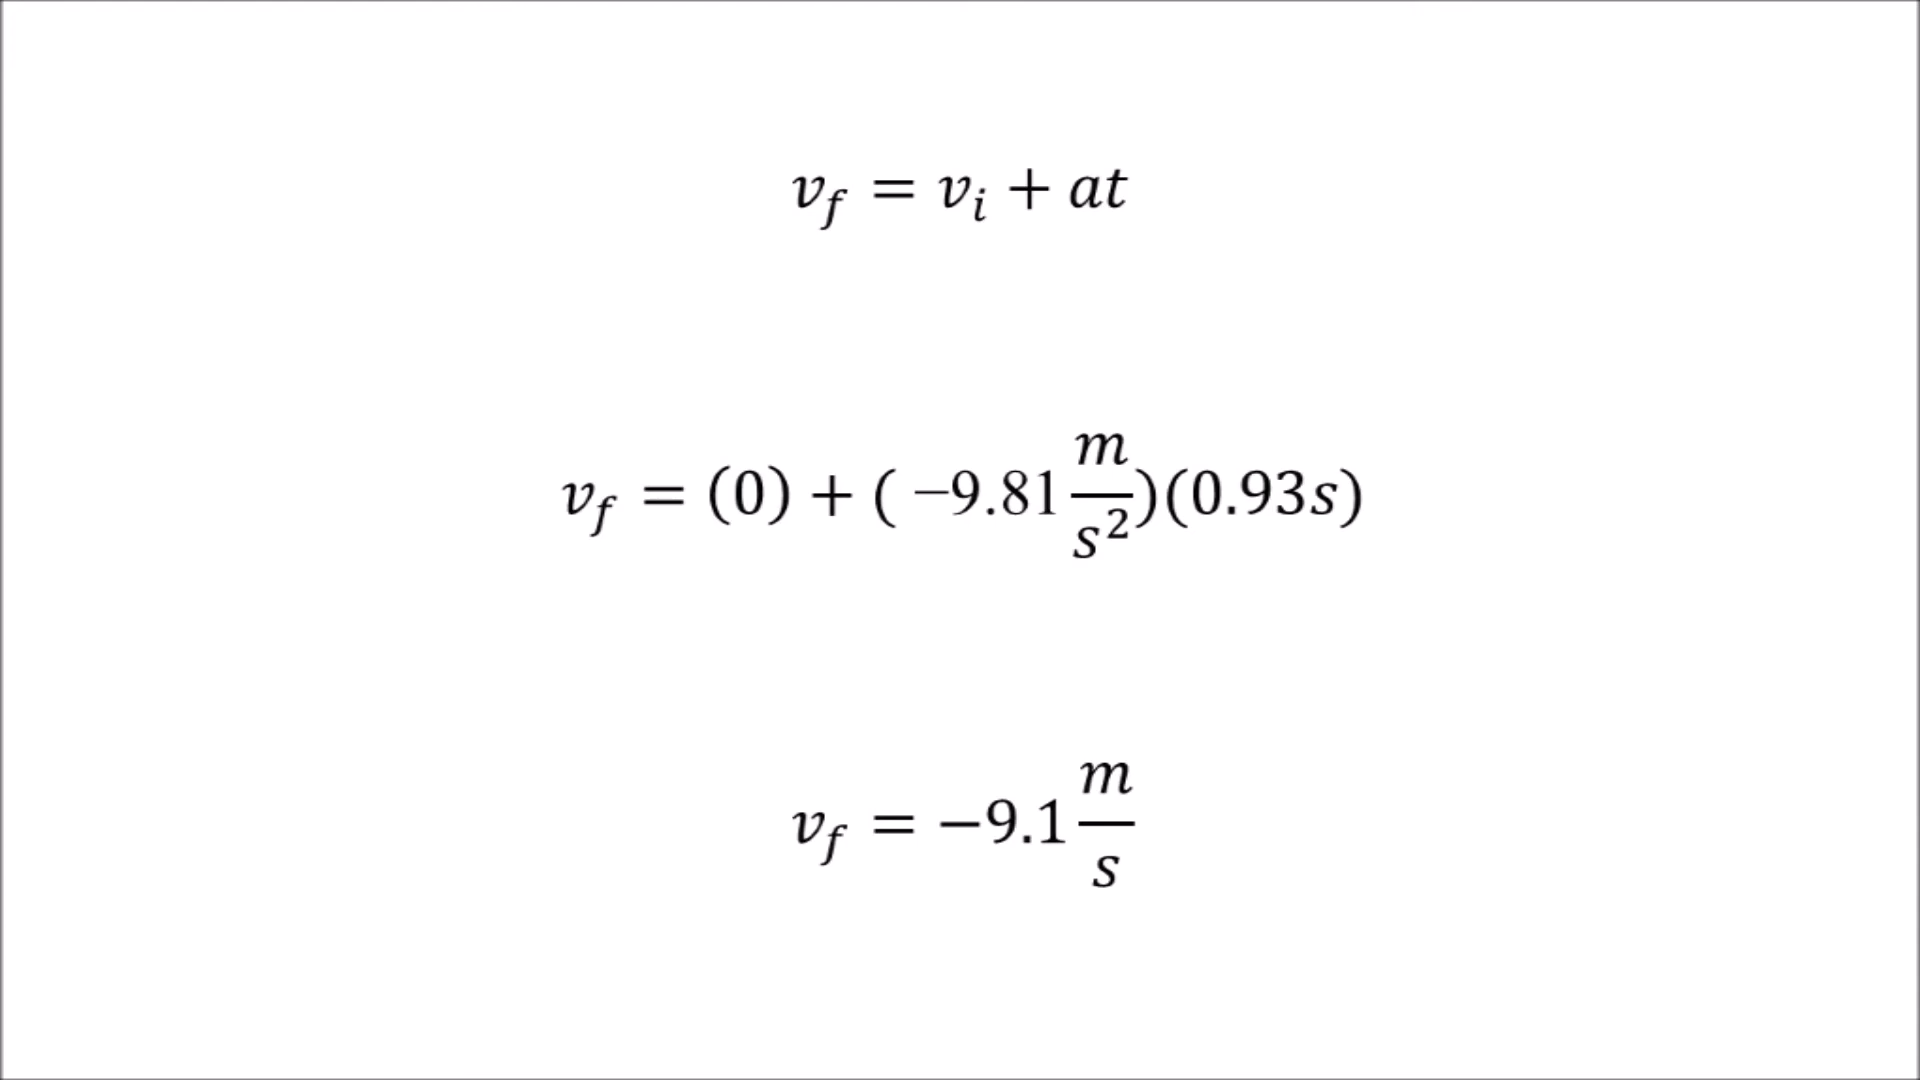 v_f = v_i + at
v_f = (0) + ( −9.81 m/s²)(0.93s)
v_f = −9.1 m/s